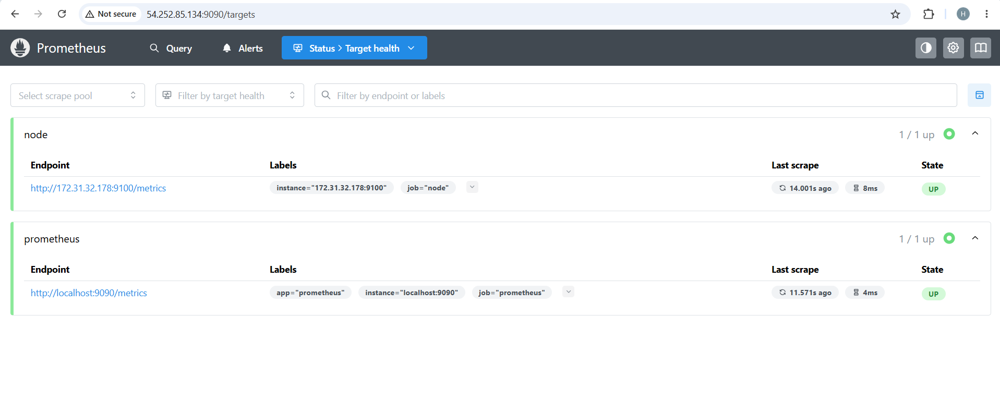 Not secure 54.252.85.134:9090/targets H
Prometheus Query Alerts Status > Target health
Select scrape pool Filter by target health Filter by endpoint or labels
node 1 / 1 up
Endpoint Labels Last scrape State
http://172.31.32.178:9100/metrics instance="172.31.32.178:9100" job="node" 14.001s ago 8ms UP
prometheus 1 / 1 up
Endpoint Labels Last scrape State
http://localhost:9090/metrics app="prometheus" instance="localhost:9090" job="prometheus" 11.571s ago 4ms UP